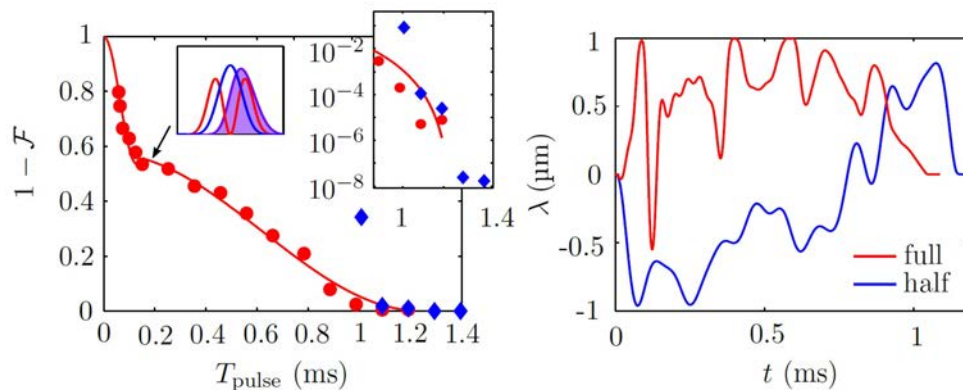 1
0.8
0.6
0.4
0.2
0
1 − F
0 0.2 0.4 0.6 0.8 1 1.2 1.4
T_pulse (ms)
10^-2
10^-4
10^-6
10^-8
1 1.4
1
0.5
0
-0.5
-1
λ (μm)
full
half
0 0.5 1
t (ms)